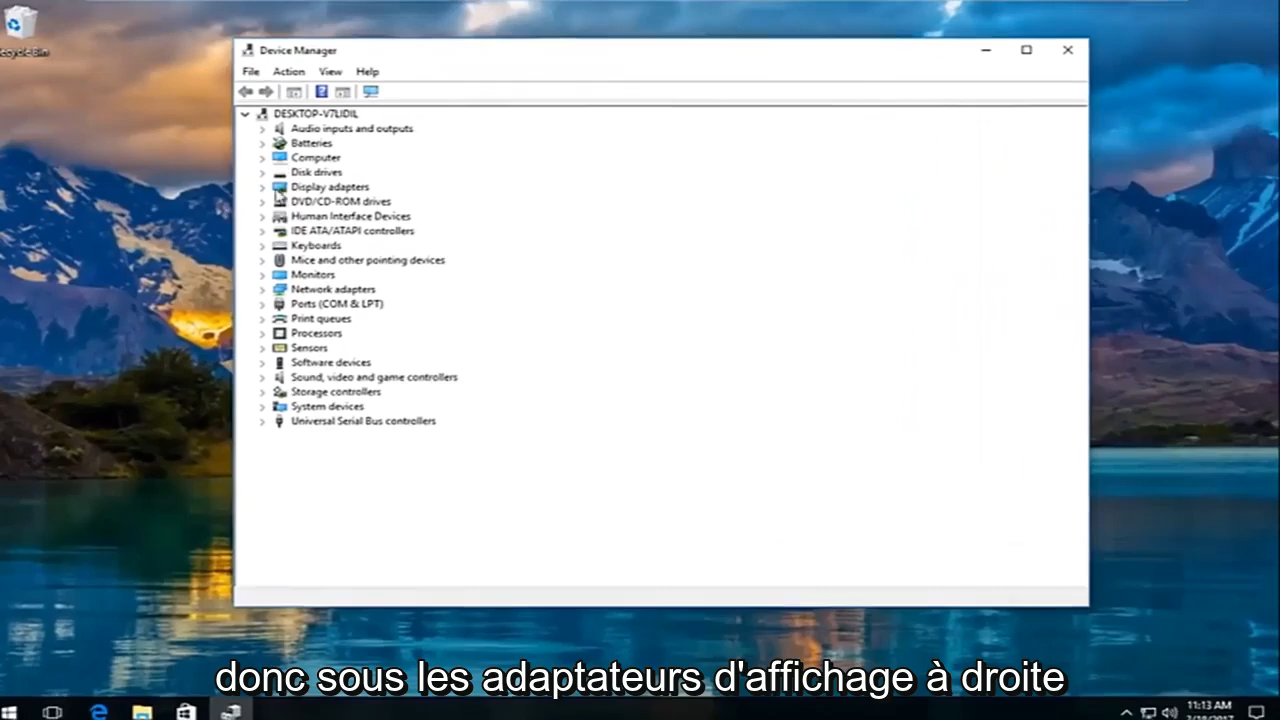 Recycle Bin
Device Manager
File Action View Help
DESKTOP-V7LIDIL
Audio inputs and outputs
Batteries
Computer
Disk drives
Display adapters
DVD/CD-ROM drives
Human Interface Devices
IDE ATA/ATAPI controllers
Keyboards
Mice and other pointing devices
Monitors
Network adapters
Ports (COM & LPT)
Print queues
Processors
Sensors
Software devices
Sound, video and game controllers
Storage controllers
System devices
Universal Serial Bus controllers
donc sous les adaptateurs d'affichage à droite
11:13 AM